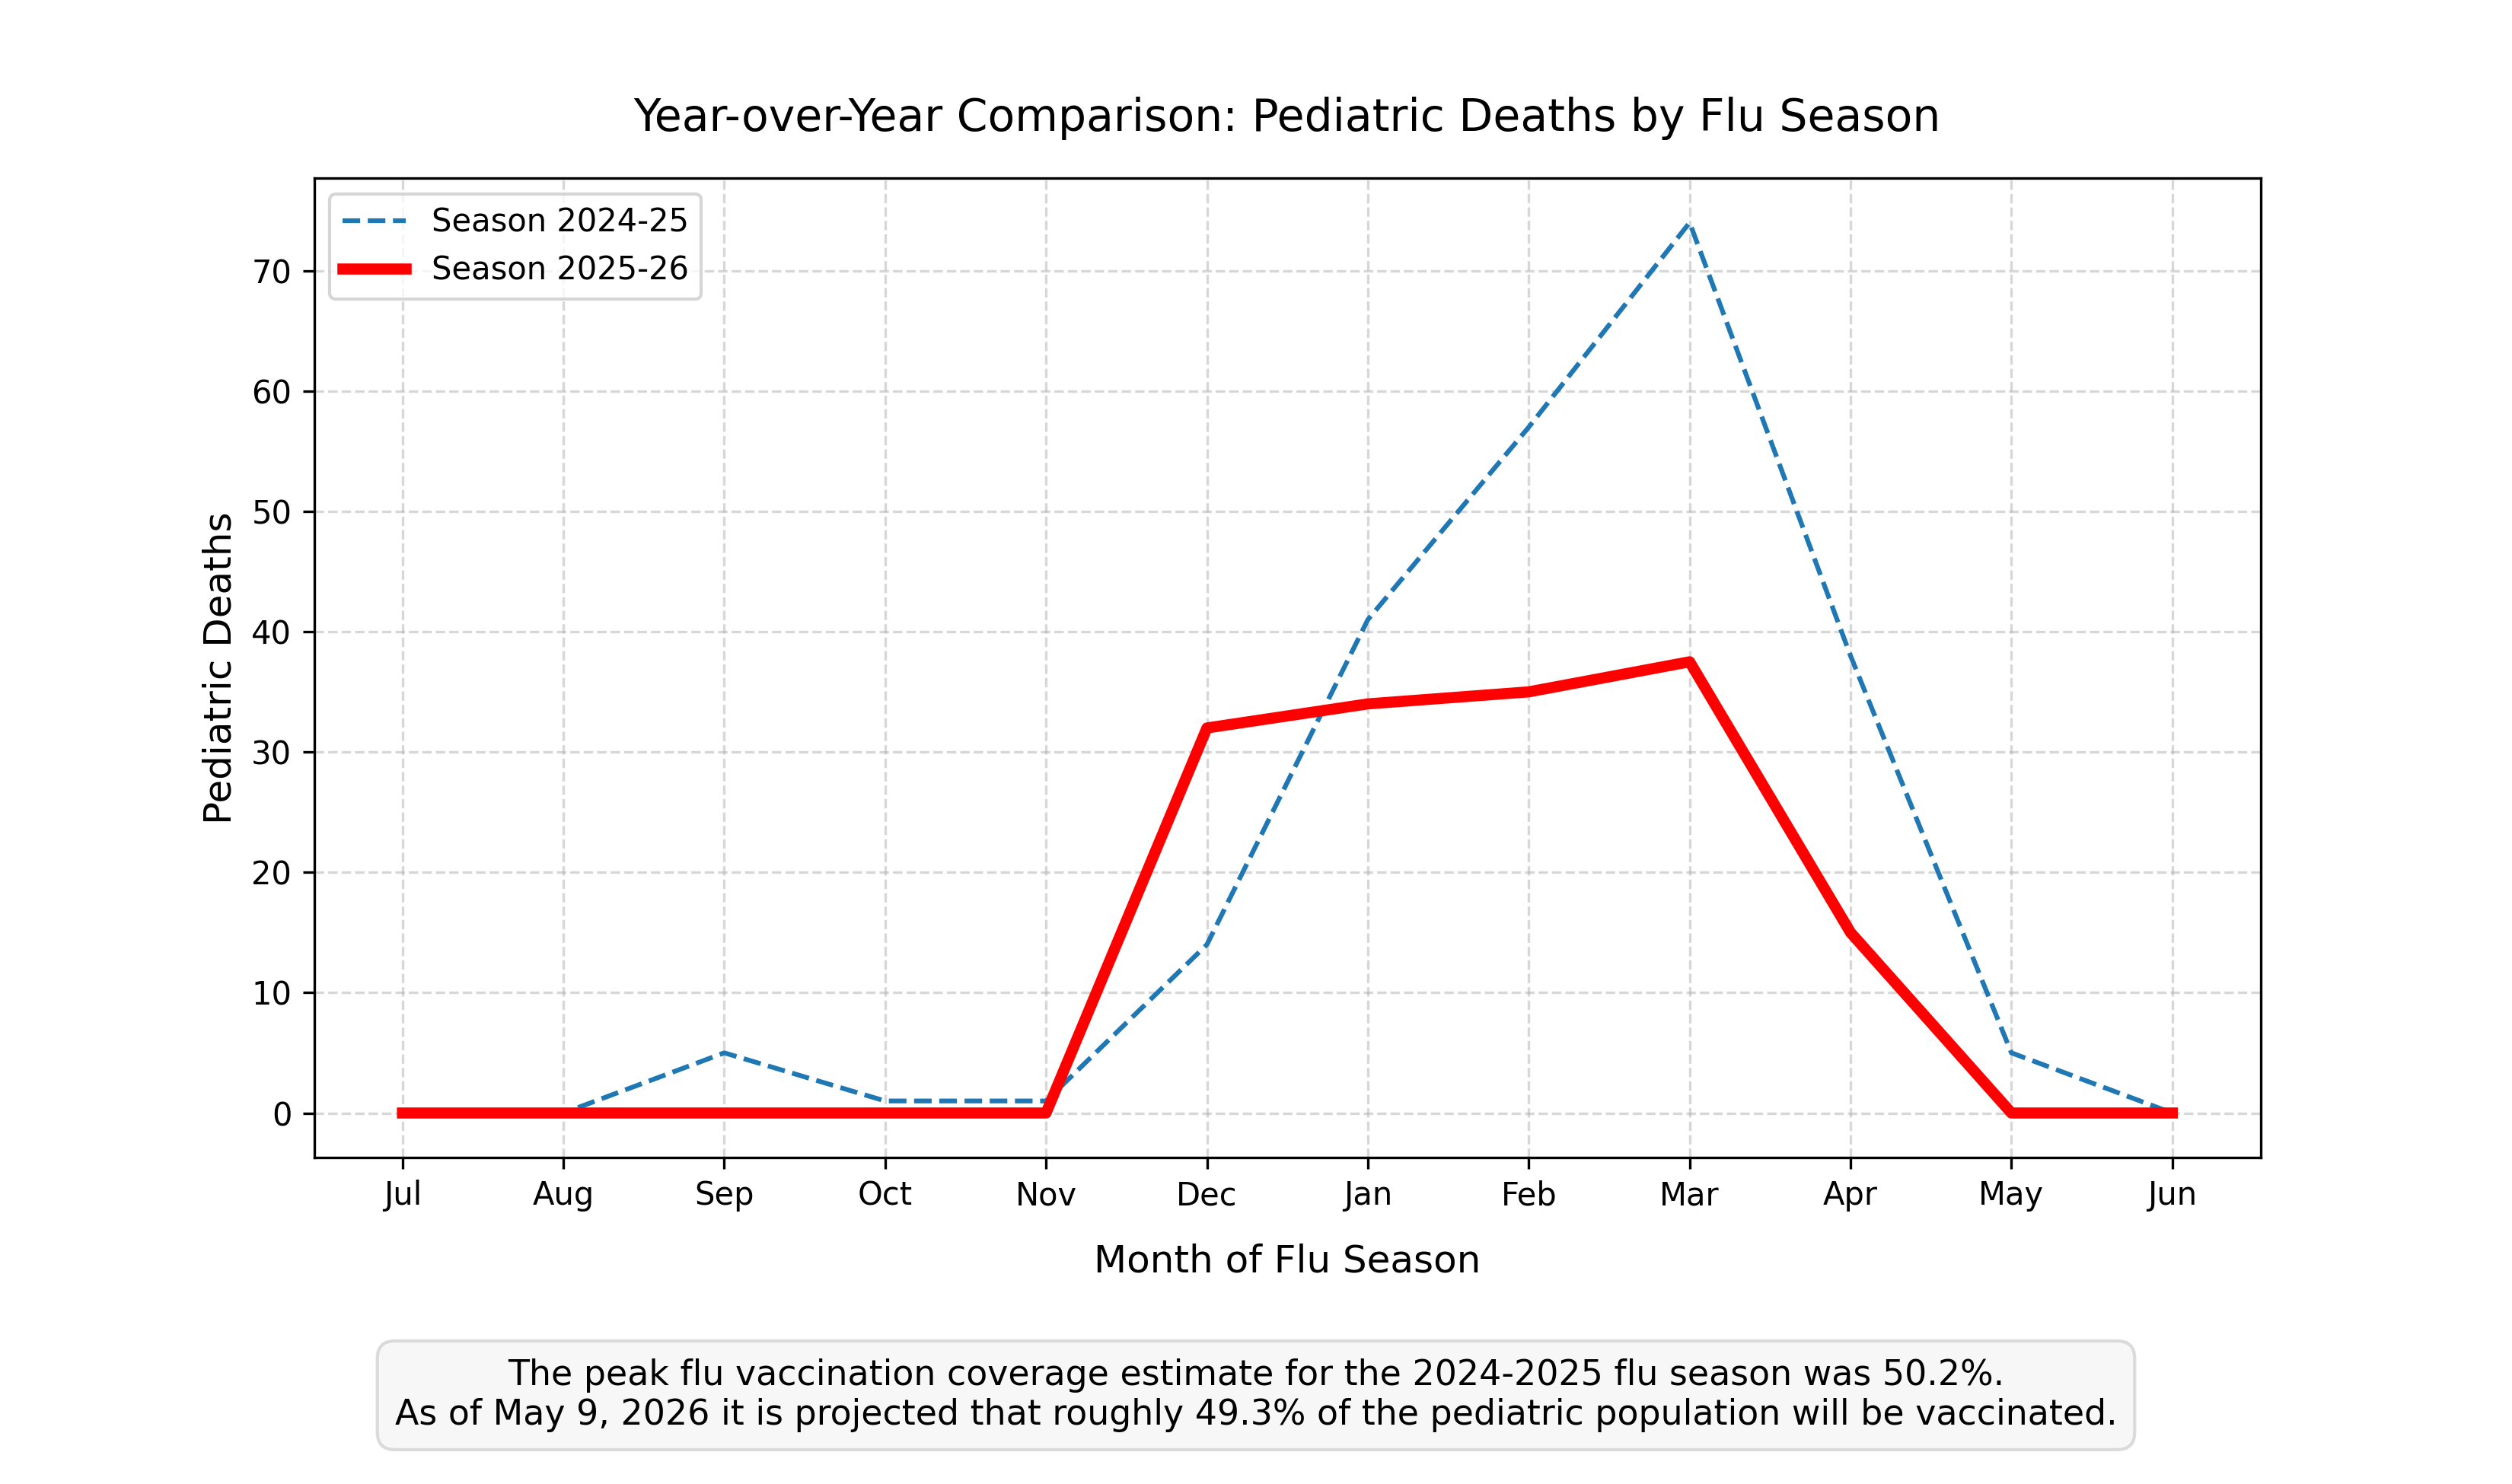 Year-over-Year Comparison: Pediatric Deaths by Flu Season
Season 2024-25
Season 2025-26
Pediatric Deaths
70
60
50
40
30
20
10
0
Jul Aug Sep Oct Nov Dec Jan Feb Mar Apr May Jun
Month of Flu Season
The peak flu vaccination coverage estimate for the 2024-2025 flu season was 50.2%.
As of May 9, 2026 it is projected that roughly 49.3% of the pediatric population will be vaccinated.